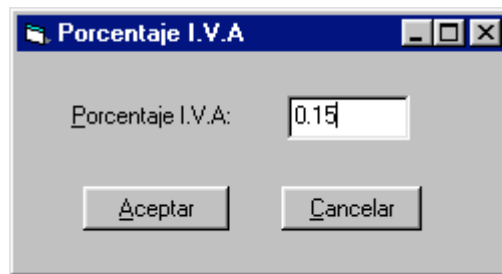 Porcentaje I.V.A
Porcentaje I.V.A: 0.15
Aceptar Cancelar